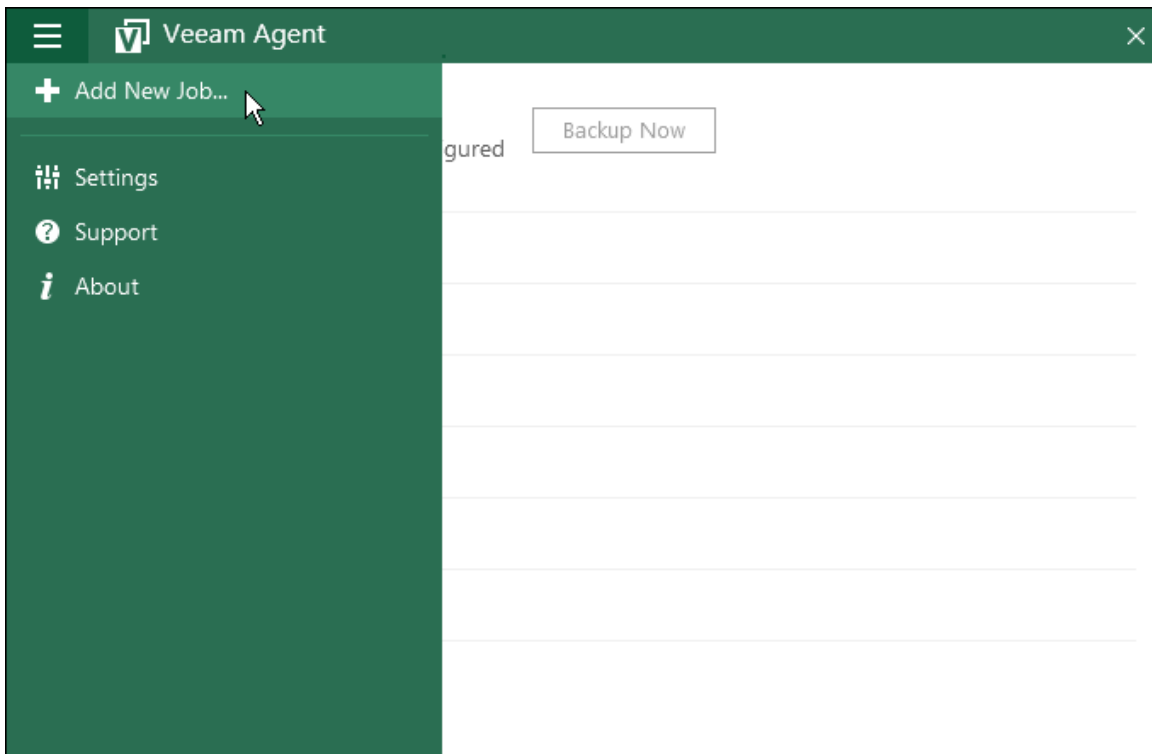 Veeam Agent
Add New Job...
Backup Now
gured
Settings
Support
About